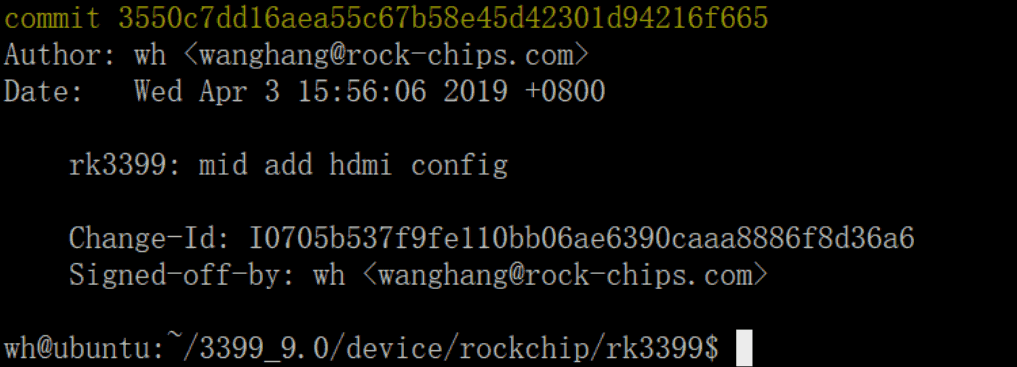 commit 3550c7dd16aea55c67b58e45d42301d94216f665
Author: wh <wanghang@rock-chips.com>
Date:   Wed Apr 3 15:56:06 2019 +0800
rk3399: mid add hdmi config
Change-Id: I0705b537f9fe110bb06ae6390caaa8886f8d36a6
Signed-off-by: wh <wanghang@rock-chips.com>
wh@ubuntu:~/3399_9.0/device/rockchip/rk3399$